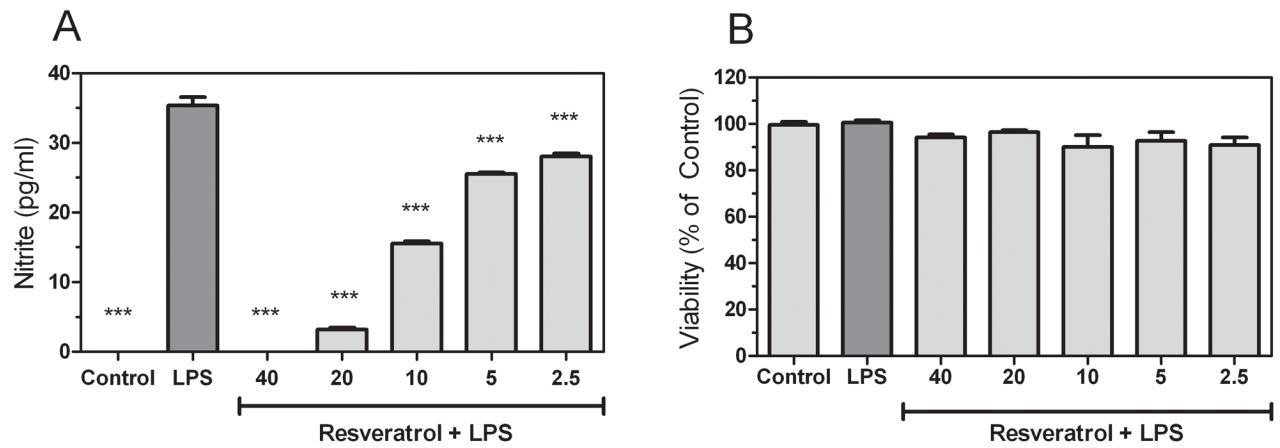 A
Nitrite (pg/ml)
40
30
20
10
0
***
***
***
***
***
***
Control LPS 40 20 10 5 2.5
Resveratrol + LPS
B
Viability (% of Control)
120
100
80
60
40
20
0
Control LPS 40 20 10 5 2.5
Resveratrol + LPS